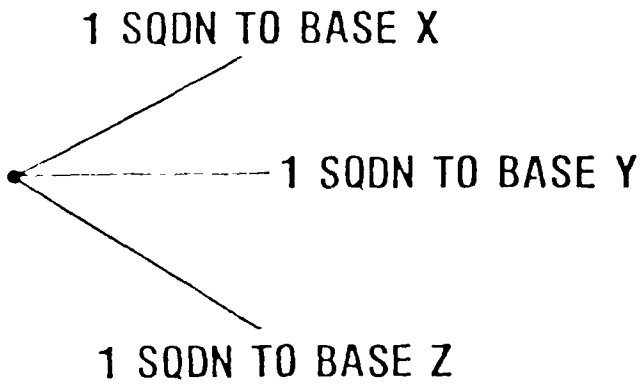 1 SQDN TO BASE X
1 SQDN TO BASE Y
1 SQDN TO BASE Z